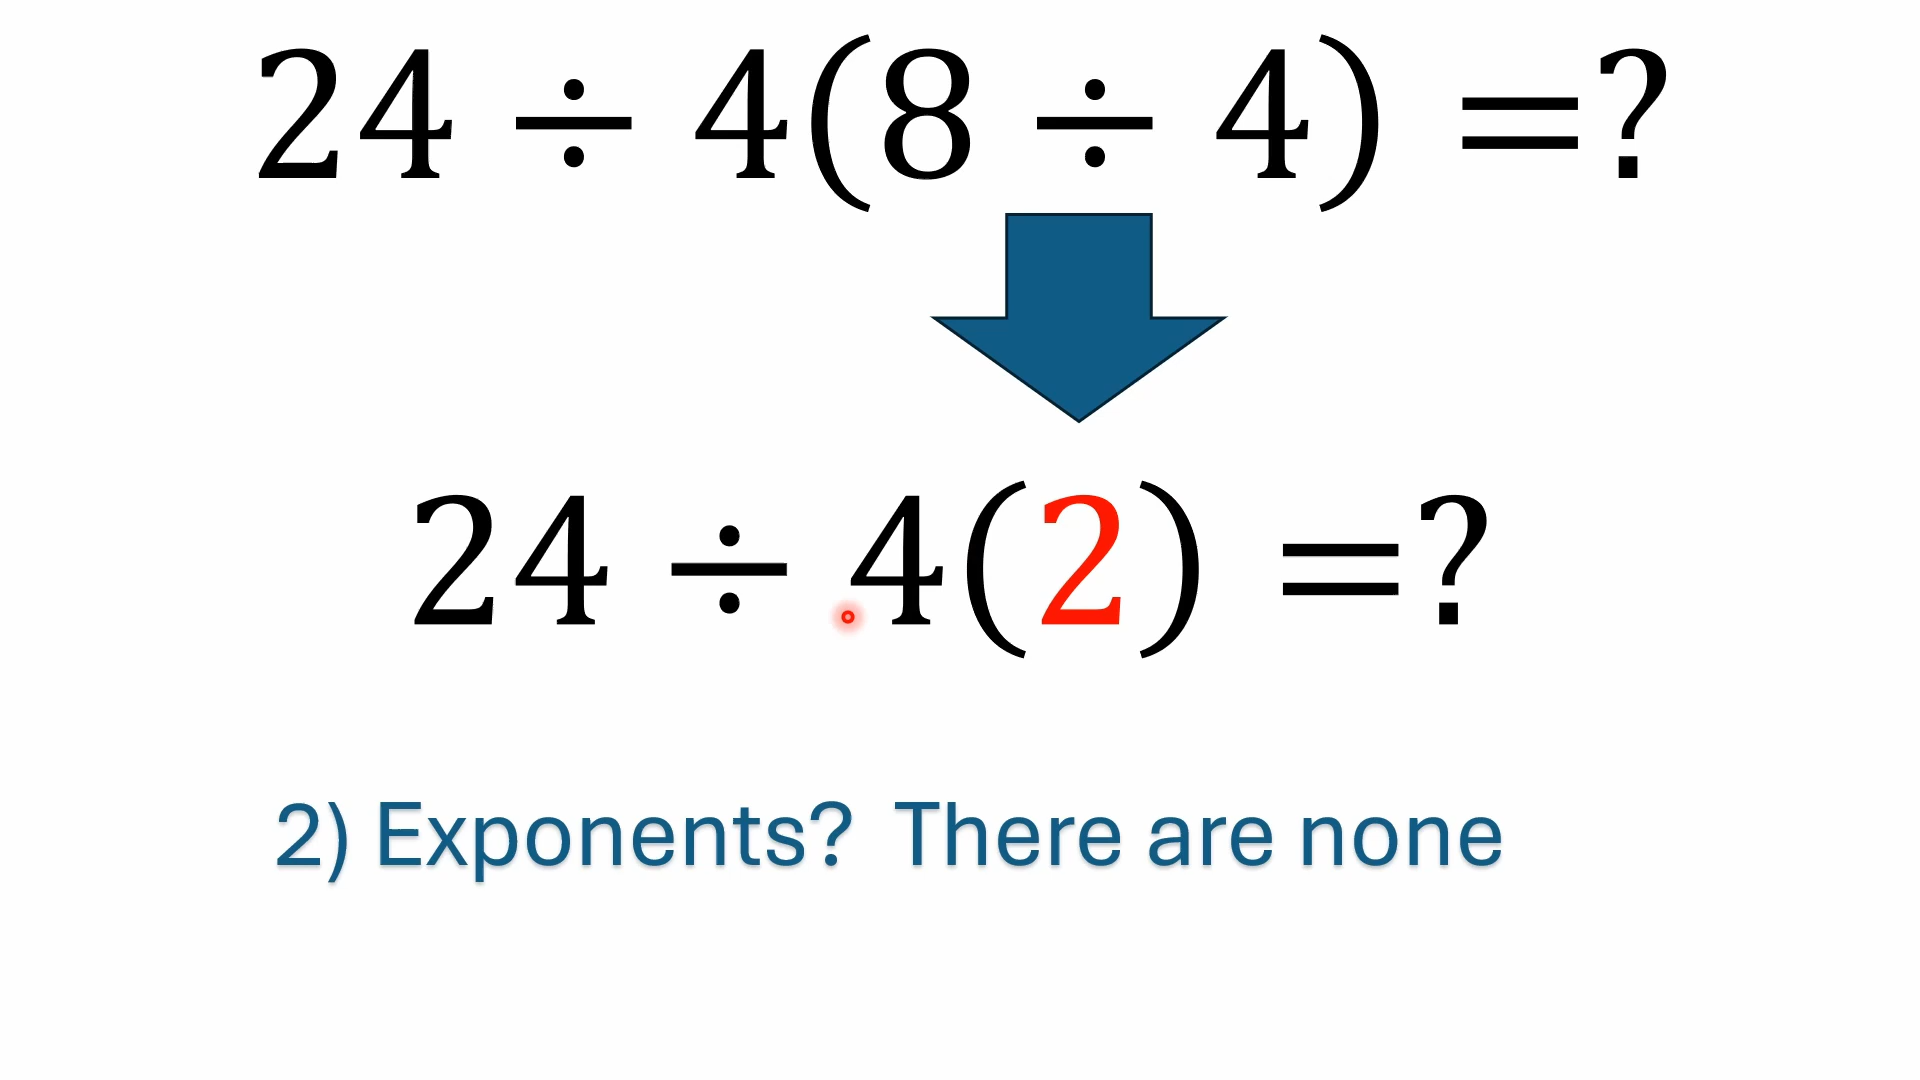 24 ÷ 4(8 ÷ 4) =?
24 ÷ 4(2) =?
2) Exponents? There are none